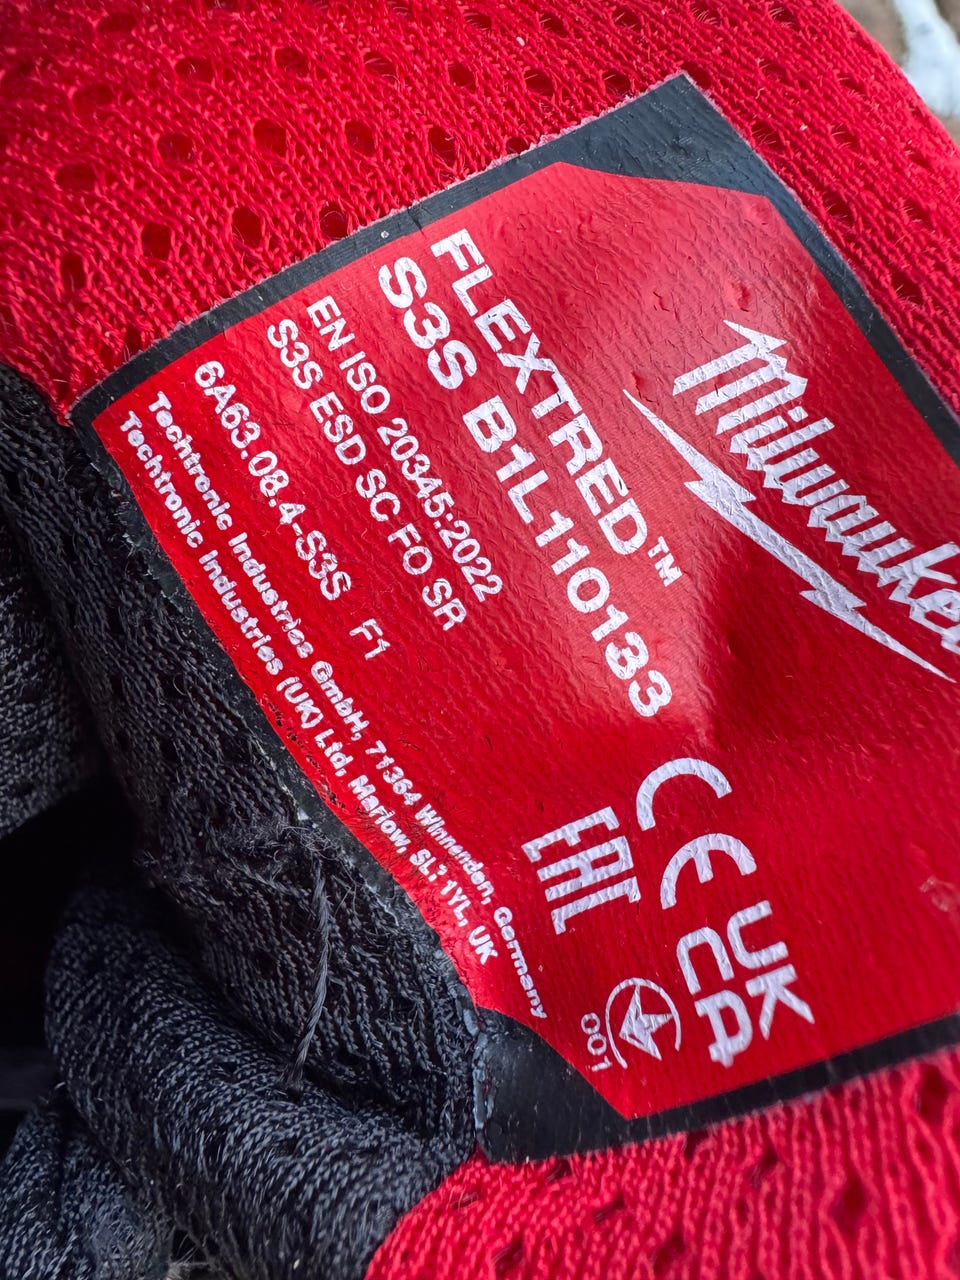 Milwaukee
FLEXTRED™
S3S B1L110133
EN ISO 20345:2022
S3S ESD SC FO SR
6A63.08.4-S3S F1
Techtronic Industries GmbH, 71364 Winnenden, Germany
Techtronic Industries (UK) Ltd, Marlow, SL7 1YL, UK
CE
UK
CA
EAC
001